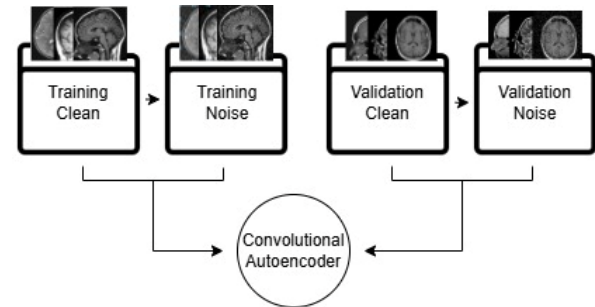 Training
Clean
Training
Noise
Validation
Clean
Validation
Noise
Convolutional
Autoencoder